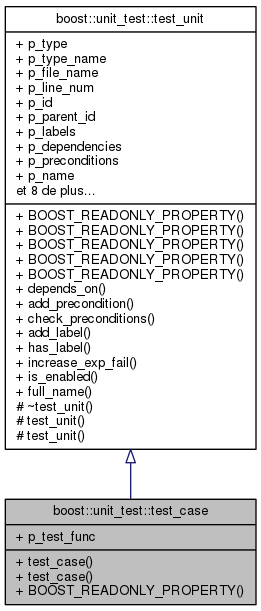 boost::unit_test::test_unit
+ p_type
+ p_type_name
+ p_file_name
+ p_line_num
+ p_id
+ p_parent_id
+ p_labels
+ p_dependencies
+ p_preconditions
+ p_name
et 8 de plus...
+ BOOST_READONLY_PROPERTY()
+ BOOST_READONLY_PROPERTY()
+ BOOST_READONLY_PROPERTY()
+ BOOST_READONLY_PROPERTY()
+ BOOST_READONLY_PROPERTY()
+ depends_on()
+ add_precondition()
+ check_preconditions()
+ add_label()
+ has_label()
+ increase_exp_fail()
+ is_enabled()
+ full_name()
# ~test_unit()
# test_unit()
# test_unit()
boost::unit_test::test_case
+ p_test_func
+ test_case()
+ test_case()
+ BOOST_READONLY_PROPERTY()